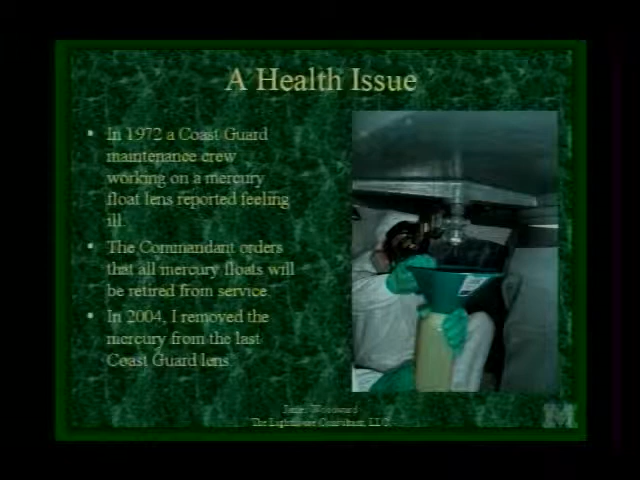 A Health Issue
• In 1972 a Coast Guard
maintenance crew
working on a mercury
float lens reported feeling
ill.
• The Commandant orders
that all mercury floats will
be retired from service.
• In 2004, I removed the
mercury from the last
Coast Guard lens
Woodward
The Lighthouse Consultant, LLC
M